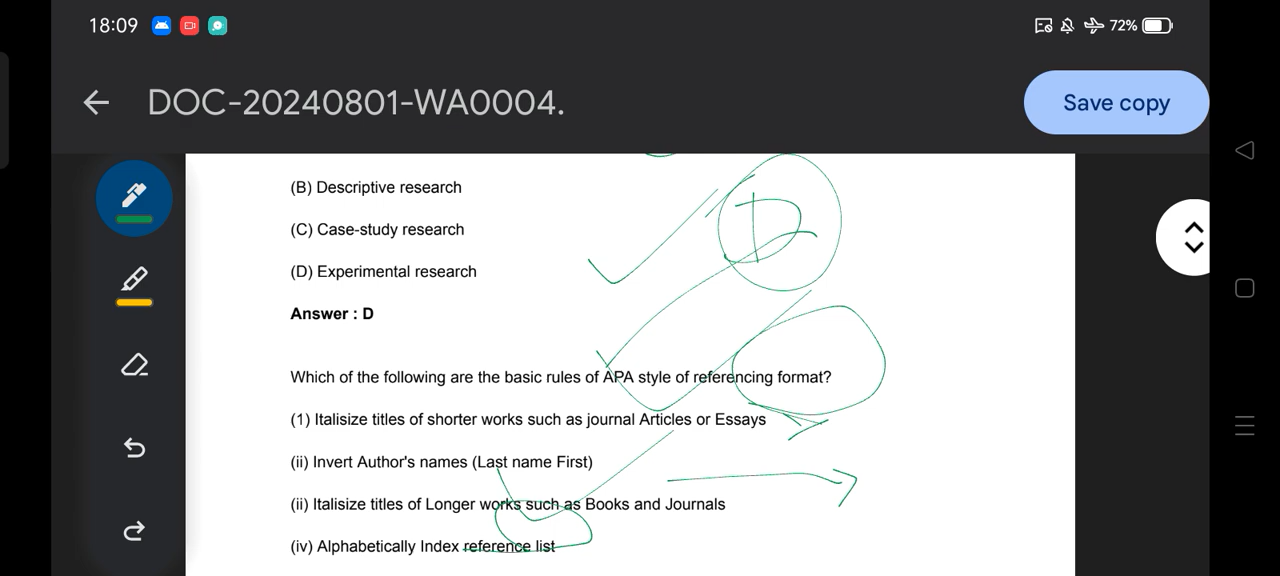 18:09
72%
DOC-20240801-WA0004.
Save copy
(B) Descriptive research
(C) Case-study research
D
(D) Experimental research
Answer : D
Which of the following are the basic rules of APA style of referencing format?
(1) Italisize titles of shorter works such as journal Articles or Essays
(ii) Invert Author's names (Last name First)
(ii) Italisize titles of Longer works such as Books and Journals
(iv) Alphabetically Index reference list